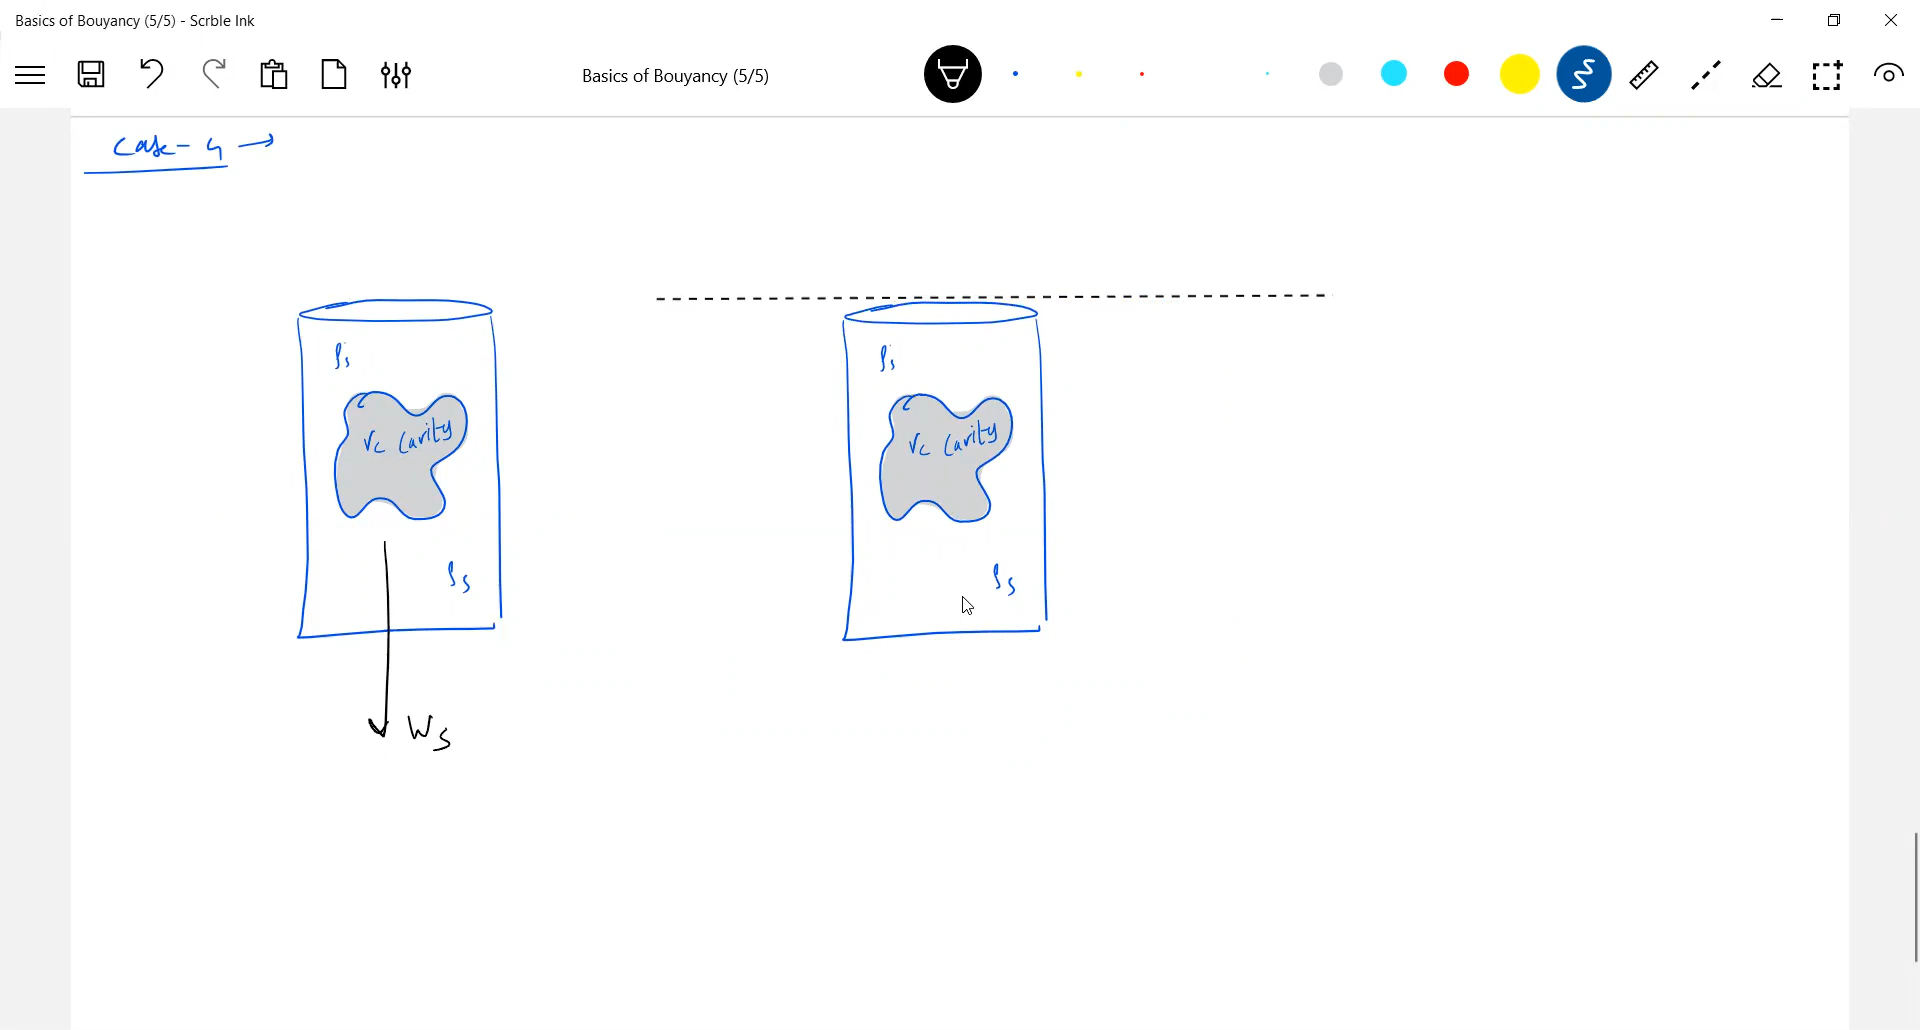 Basics of Bouyancy (5/5) - Scrble Ink
Basics of Bouyancy (5/5)
Case - 4 →
ρs
Vc Cavity
ρs
Ws
ρs
Vc Cavity
ρs